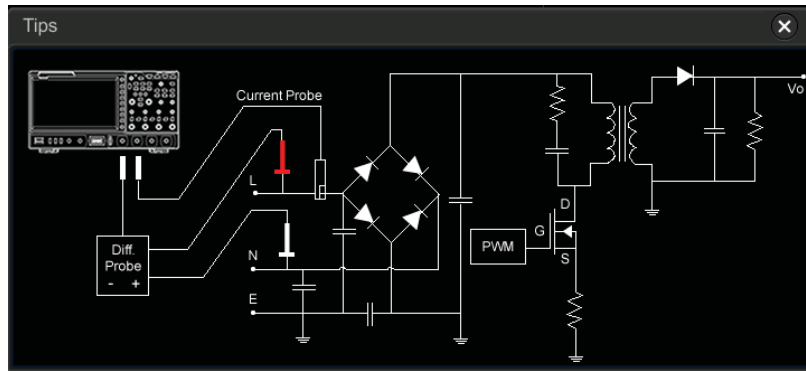 Tips
Current Probe
Vo
L
D
G
PWM
Diff.
Probe
- +
N
S
E